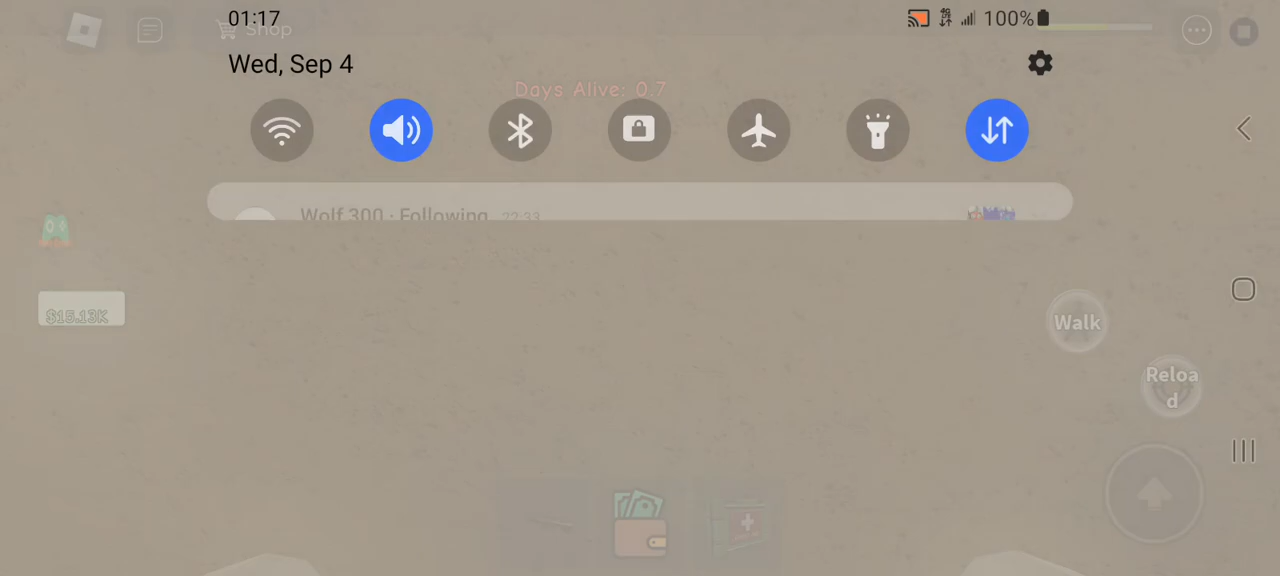 01:17
4G 100%
Shop
Wed, Sep 4
Days Alive: 0.7
Wolf 300 · Following 22:33
$15.13K
Walk
Reloa
d